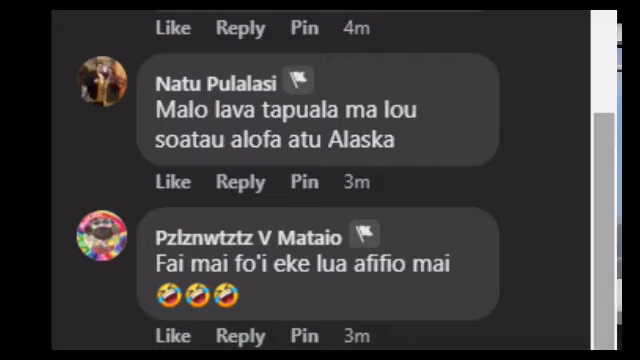 Like Reply Pin 4m
Natu Pulalasi
Malo lava tapuala ma lou
soatau alofa atu Alaska
Like Reply Pin 3m
Pzlznwtztz V Mataio
Fai mai fo'i eke lua afifio mai
🤣🤣🤣
Like Reply Pin 3m